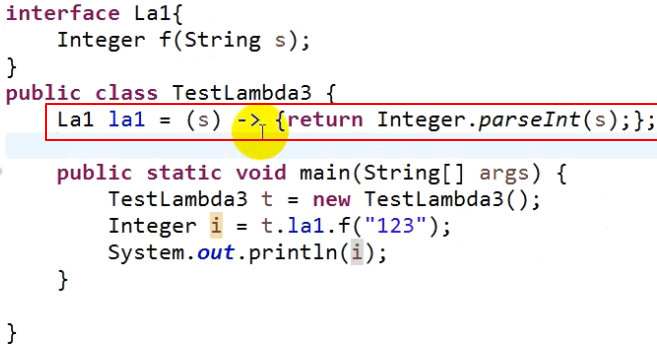 interface La1{
    Integer f(String s);
}
public class TestLambda3 {
    La1 la1 = (s) -> {return Integer.parseInt(s);};
    public static void main(String[] args) {
        TestLambda3 t = new TestLambda3();
        Integer i = t.la1.f("123");
        System.out.println(i);
    }
}